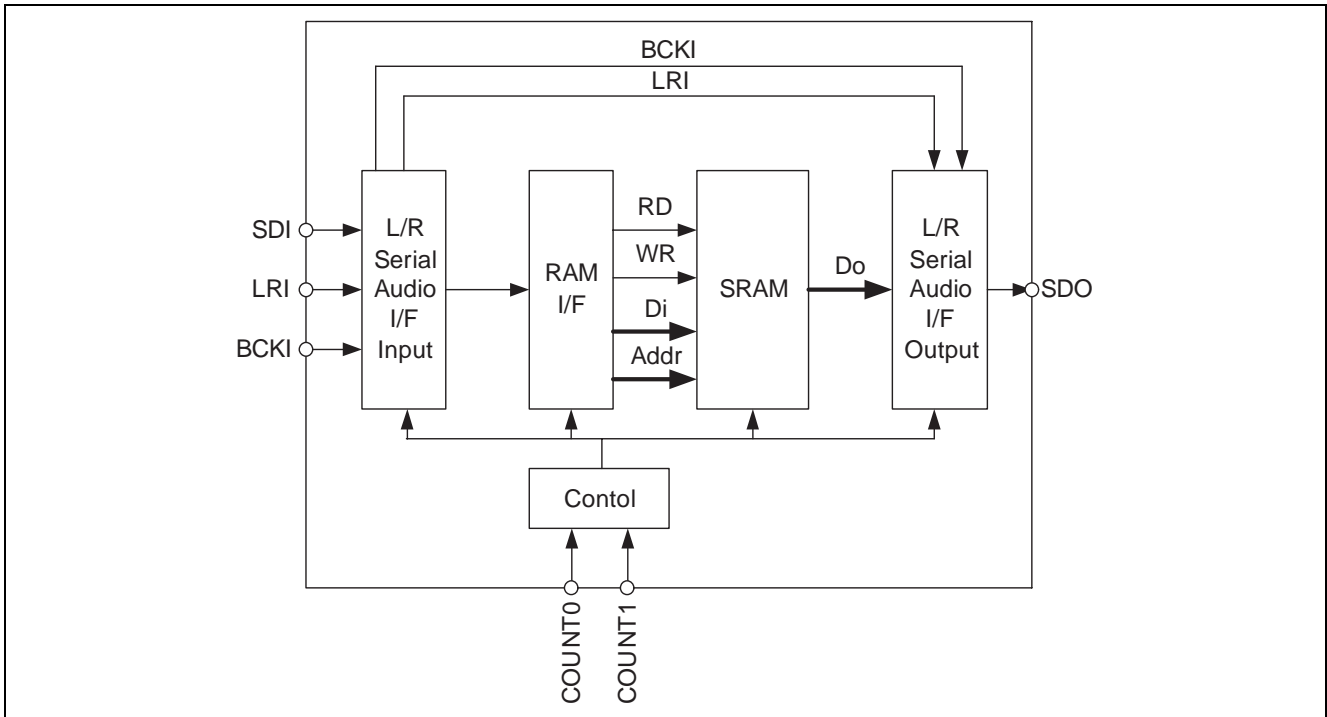 BCKI
LRI
SDI
LRI
BCKI
L/R
Serial
Audio
I/F
Input
RAM
I/F
RD
WR
Di
Addr
SRAM
Do
L/R
Serial
Audio
I/F
Output
SDO
Contol
COUNT0
COUNT1